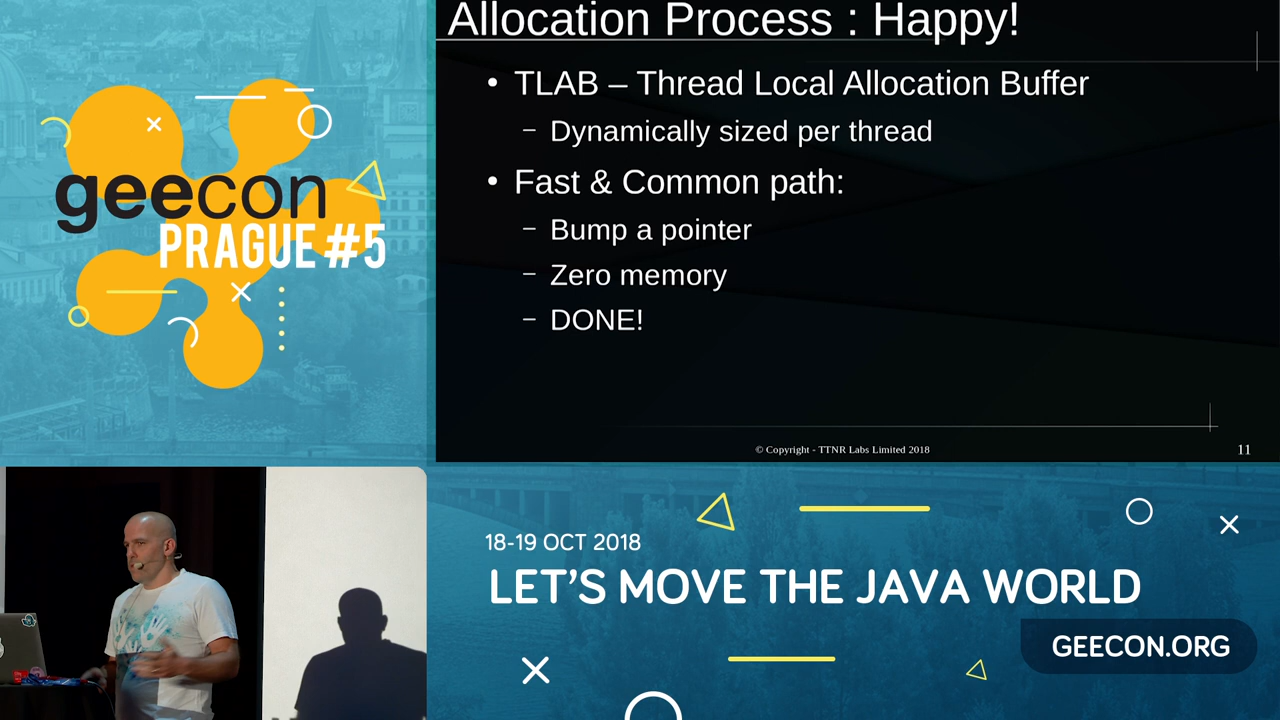 geecon
PRAGUE #5
Allocation Process : Happy!
• TLAB – Thread Local Allocation Buffer
– Dynamically sized per thread
• Fast & Common path:
– Bump a pointer
– Zero memory
– DONE!
© Copyright - TTNR Labs Limited 2018
11
18-19 OCT 2018
LET'S MOVE THE JAVA WORLD
GEECON.ORG